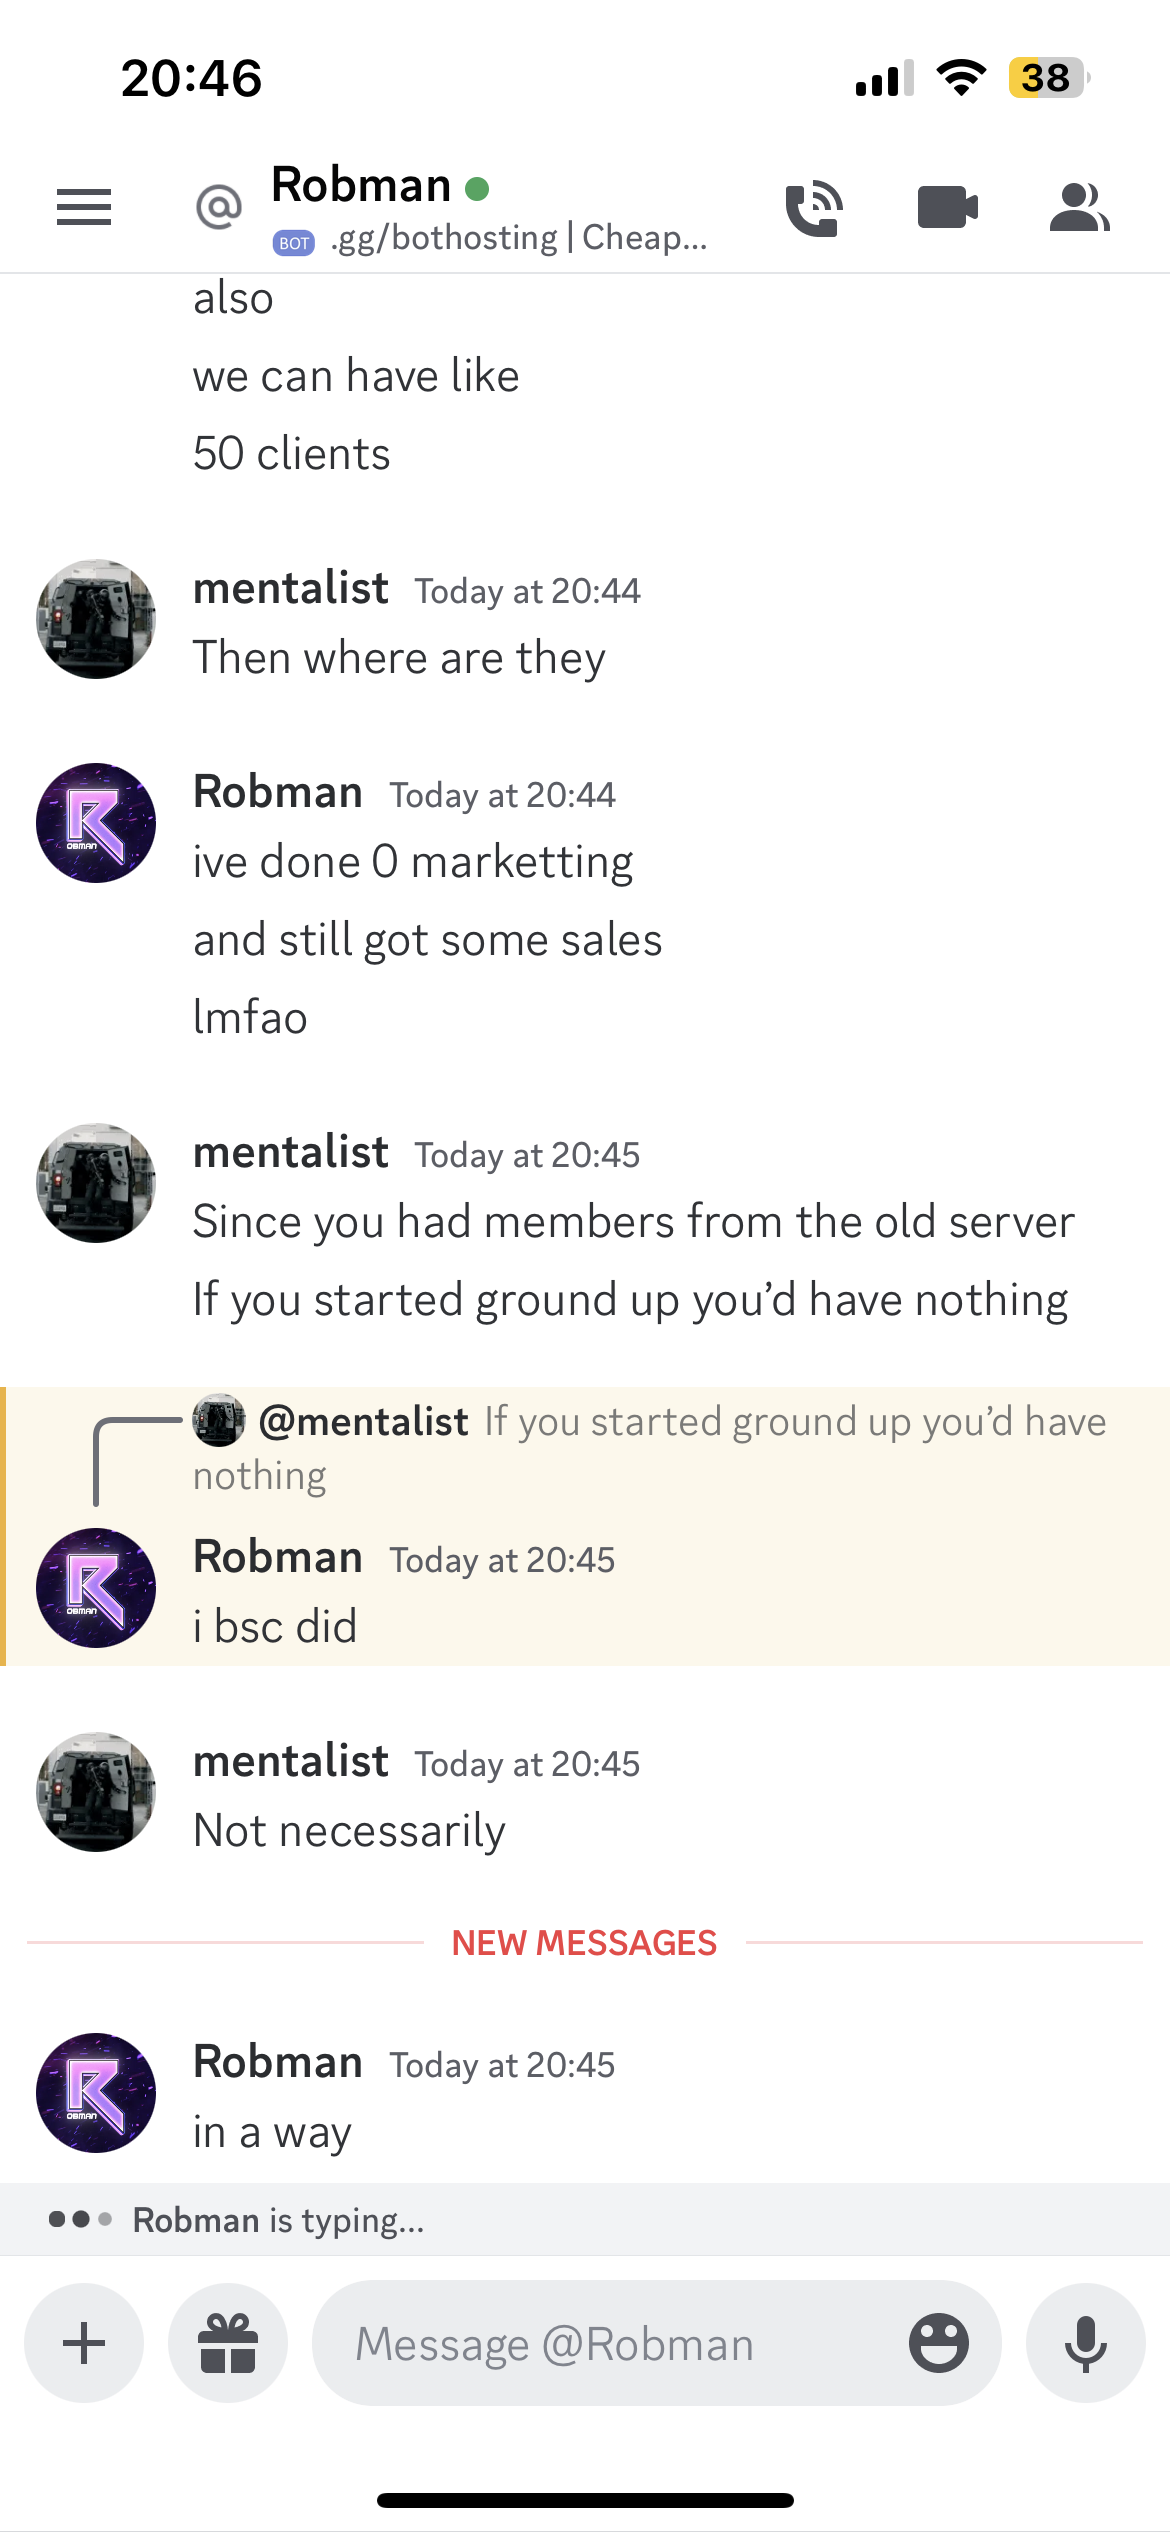 20:46
38
Robman
BOT .gg/bothosting | Cheap...
also
we can have like
50 clients
mentalist Today at 20:44
Then where are they
Robman Today at 20:44
ive done 0 marketting
and still got some sales
lmfao
mentalist Today at 20:45
Since you had members from the old server
If you started ground up you’d have nothing
@mentalist If you started ground up you’d have
nothing
Robman Today at 20:45
i bsc did
mentalist Today at 20:45
Not necessarily
NEW MESSAGES
Robman Today at 20:45
in a way
Robman is typing...
Message @Robman